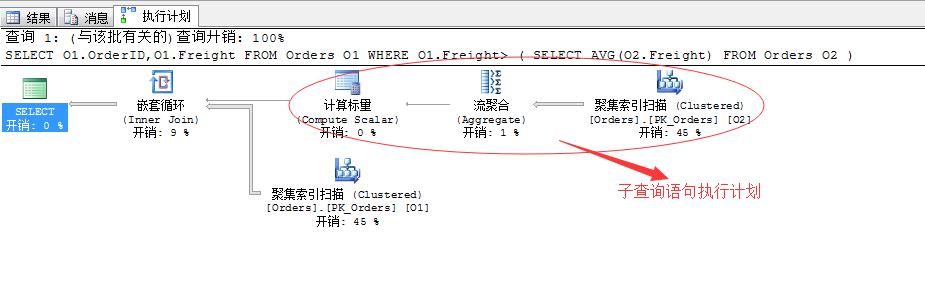 结果 消息 执行计划
查询 1: (与该批有关的)查询开销: 100%
SELECT O1.OrderID,O1.Freight FROM Orders O1 WHERE O1.Freight> ( SELECT AVG(O2.Freight) FROM Orders O2 )
SELECT
开销: 0 %
嵌套循环
(Inner Join)
开销: 9 %
计算标量
(Compute Scalar)
开销: 0 %
流聚合
(Aggregate)
开销: 1 %
聚集索引扫描 (Clustered)
[Orders].[PK_Orders] [O2]
开销: 45 %
聚集索引扫描 (Clustered)
[Orders].[PK_Orders] [O1]
开销: 45 %
子查询语句执行计划